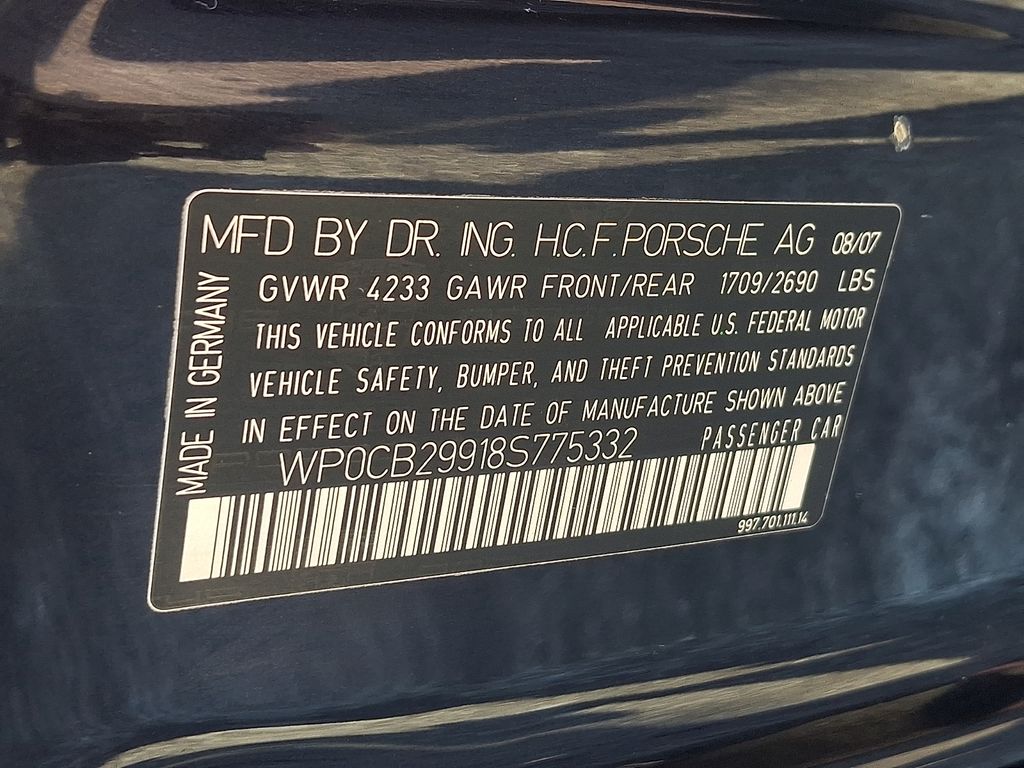 MFD BY DR. ING. H.C.F. PORSCHE AG 08/07
GVWR 4233 GAWR FRONT/REAR 1709/2690 LBS
THIS VEHICLE CONFORMS TO ALL APPLICABLE U.S. FEDERAL MOTOR
VEHICLE SAFETY, BUMPER, AND THEFT PREVENTION STANDARDS
IN EFFECT ON THE DATE OF MANUFACTURE SHOWN ABOVE
WP0CB29918S775332 PASSENGER CAR
997.701.111.14
MADE IN GERMANY